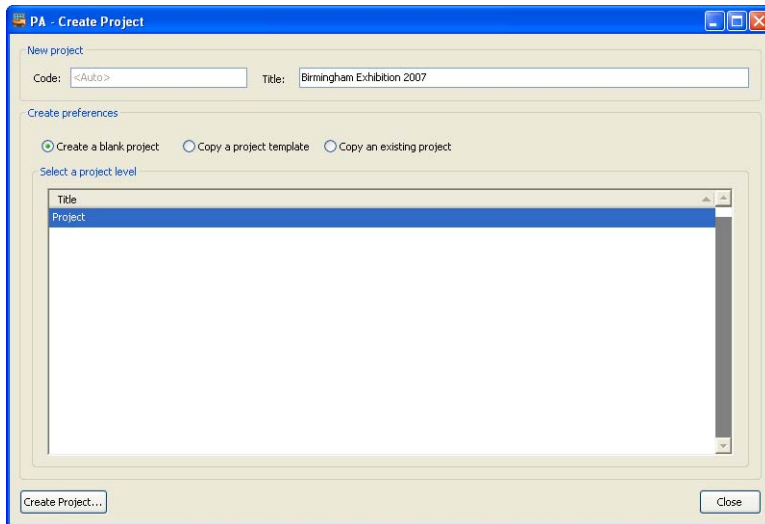 PA - Create Project
New project
Code: <Auto> Title: Birmingham Exhibition 2007
Create preferences
Create a blank project Copy a project template Copy an existing project
Select a project level
Title
Project
Create Project... Close